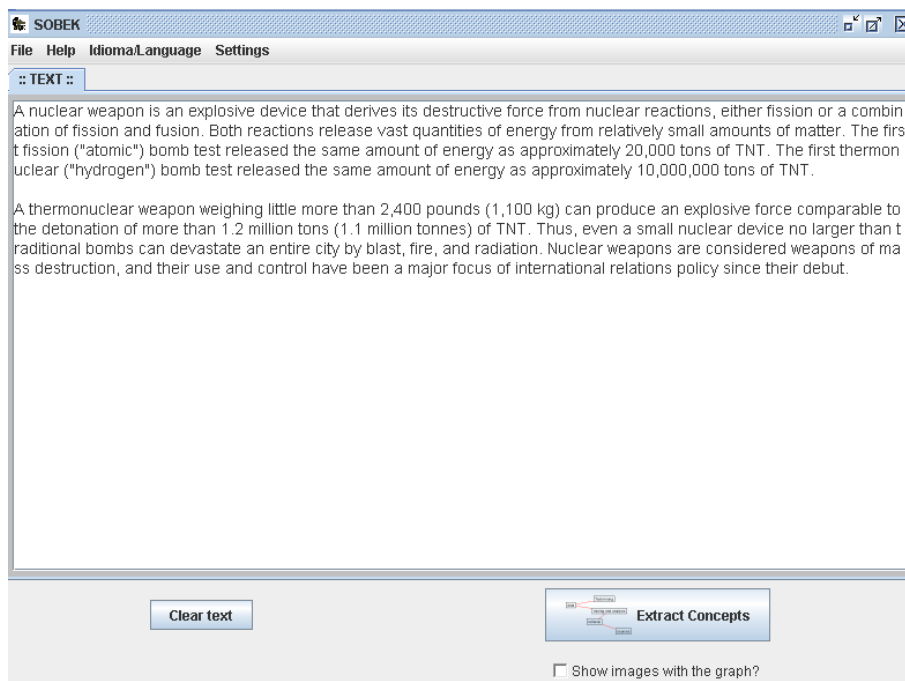 SOBEK
File Help Idioma/Language Settings
:: TEXT ::
A nuclear weapon is an explosive device that derives its destructive force from nuclear reactions, either fission or a combin
ation of fission and fusion. Both reactions release vast quantities of energy from relatively small amounts of matter. The firs
t fission ("atomic") bomb test released the same amount of energy as approximately 20,000 tons of TNT. The first thermon
uclear ("hydrogen") bomb test released the same amount of energy as approximately 10,000,000 tons of TNT.
A thermonuclear weapon weighing little more than 2,400 pounds (1,100 kg) can produce an explosive force comparable to
the detonation of more than 1.2 million tons (1.1 million tonnes) of TNT. Thus, even a small nuclear device no larger than t
raditional bombs can devastate an entire city by blast, fire, and radiation. Nuclear weapons are considered weapons of ma
ss destruction, and their use and control have been a major focus of international relations policy since their debut.
Clear text
Extract Concepts
Show images with the graph?